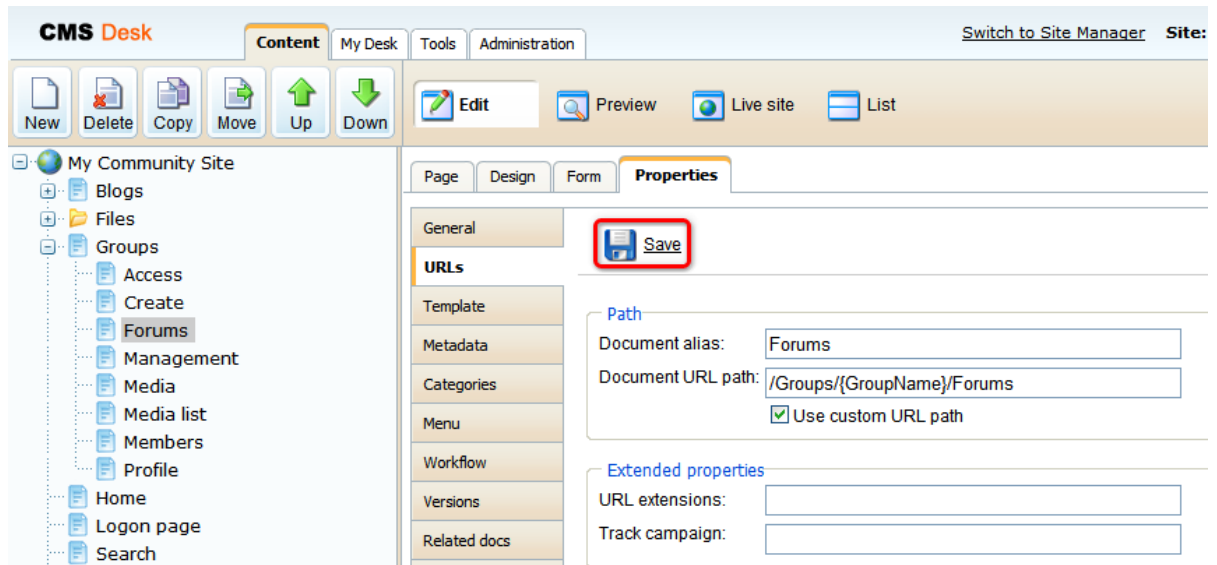 CMS Desk
Content My Desk Tools Administration
Switch to Site Manager Site:
New Delete Copy Move Up Down
Edit Preview Live site List
My Community Site
Blogs
Files
Groups
Access
Create
Forums
Management
Media
Media list
Members
Profile
Home
Logon page
Search
Page Design Form Properties
General
URLs
Template
Metadata
Categories
Menu
Workflow
Versions
Related docs
Save
Path
Document alias: Forums
Document URL path: /Groups/{GroupName}/Forums
Use custom URL path
Extended properties
URL extensions:
Track campaign: